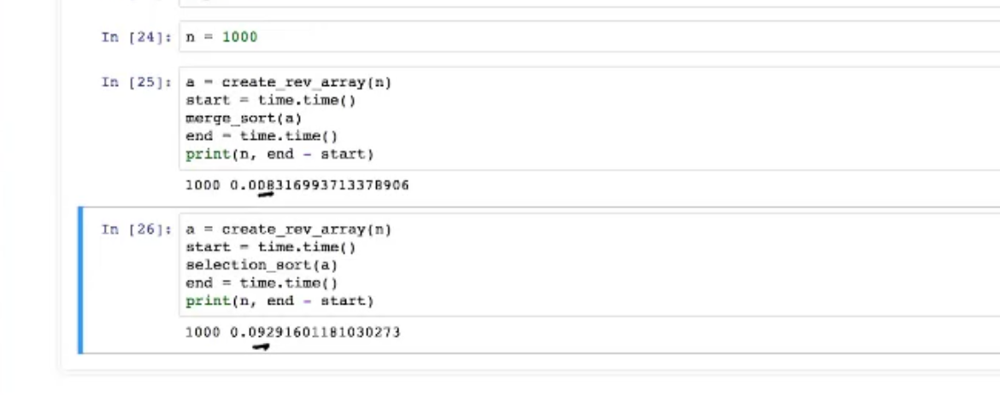 In [24]: n = 1000
In [25]: a = create_rev_array(n)
start = time.time()
merge_sort(a)
end = time.time()
print(n, end - start)
1000 0.008316993713378906
In [26]: a = create_rev_array(n)
start = time.time()
selection_sort(a)
end = time.time()
print(n, end - start)
1000 0.09291601181030273